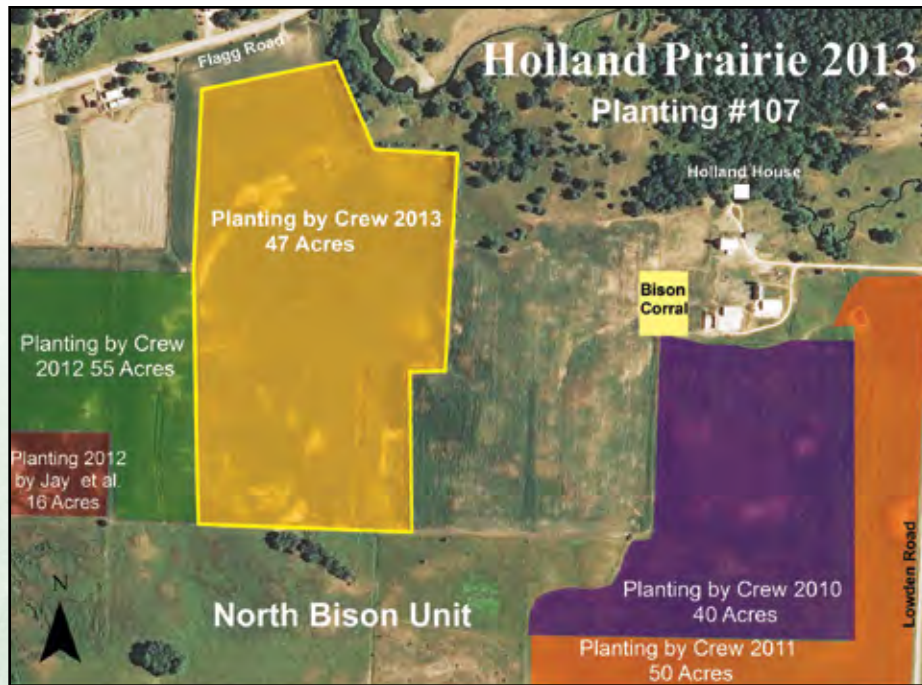 Flagg Road
Holland Prairie 2013
Planting #107
Holland House
Planting by Crew 2013
47 Acres
Bison
Corral
Planting by Crew
2012 55 Acres
Planting 2012
by Jay et al.
16 Acres
N
North Bison Unit
Planting by Crew 2010
40 Acres
Planting by Crew 2011
50 Acres
Lowden Road